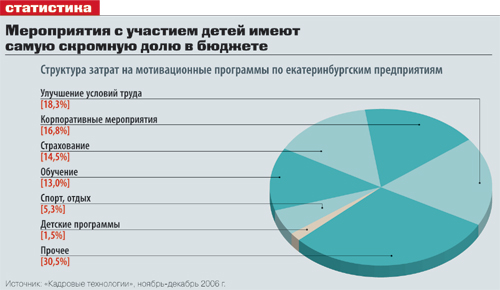 статистика
Мероприятия с участием детей имеют
самую скромную долю в бюджете
Структура затрат на мотивационные программы по екатеринбургским предприятиям
Улучшение условий труда
[18,3%]
Корпоративные мероприятия
[16,8%]
Страхование
[14,5%]
Обучение
[13,0%]
Спорт, отдых
[5,3%]
Детские программы
[1,5%]
Прочее
[30,5%]
Источник: «Кадровые технологии», ноябрь-декабрь 2006 г.